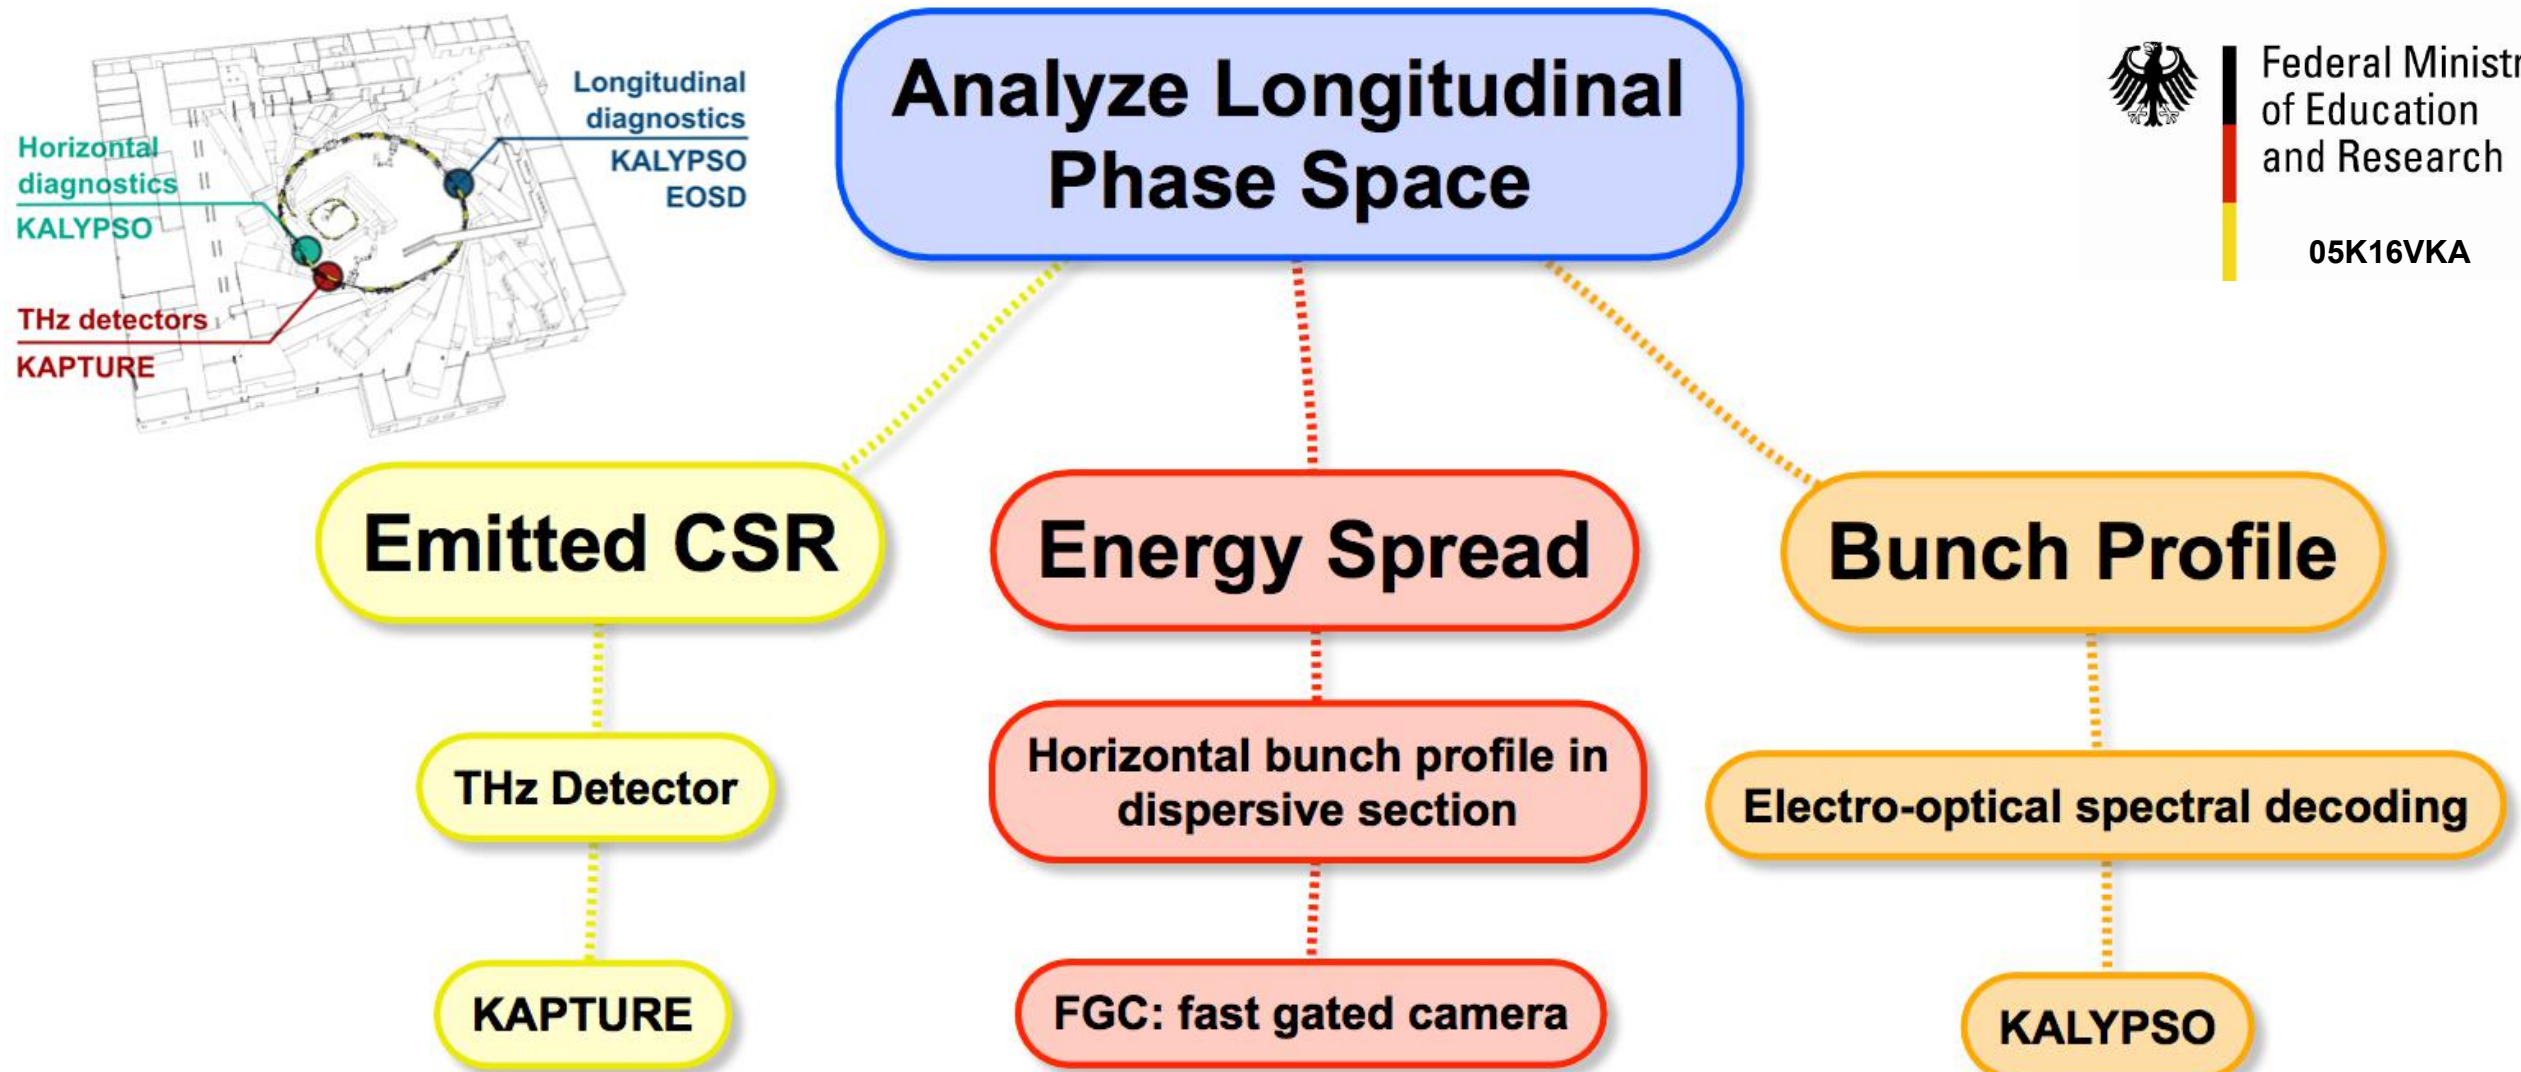 Horizontal
diagnostics
KALYPSO
THz detectors
KAPTURE
Longitudinal
diagnostics
KALYPSO
EOSD
Analyze Longitudinal
Phase Space
Federal Ministr
of Education
and Research
05K16VKA
Emitted CSR
Energy Spread
Bunch Profile
THz Detector
Horizontal bunch profile in
dispersive section
Electro-optical spectral decoding
KAPTURE
FGC: fast gated camera
KALYPSO